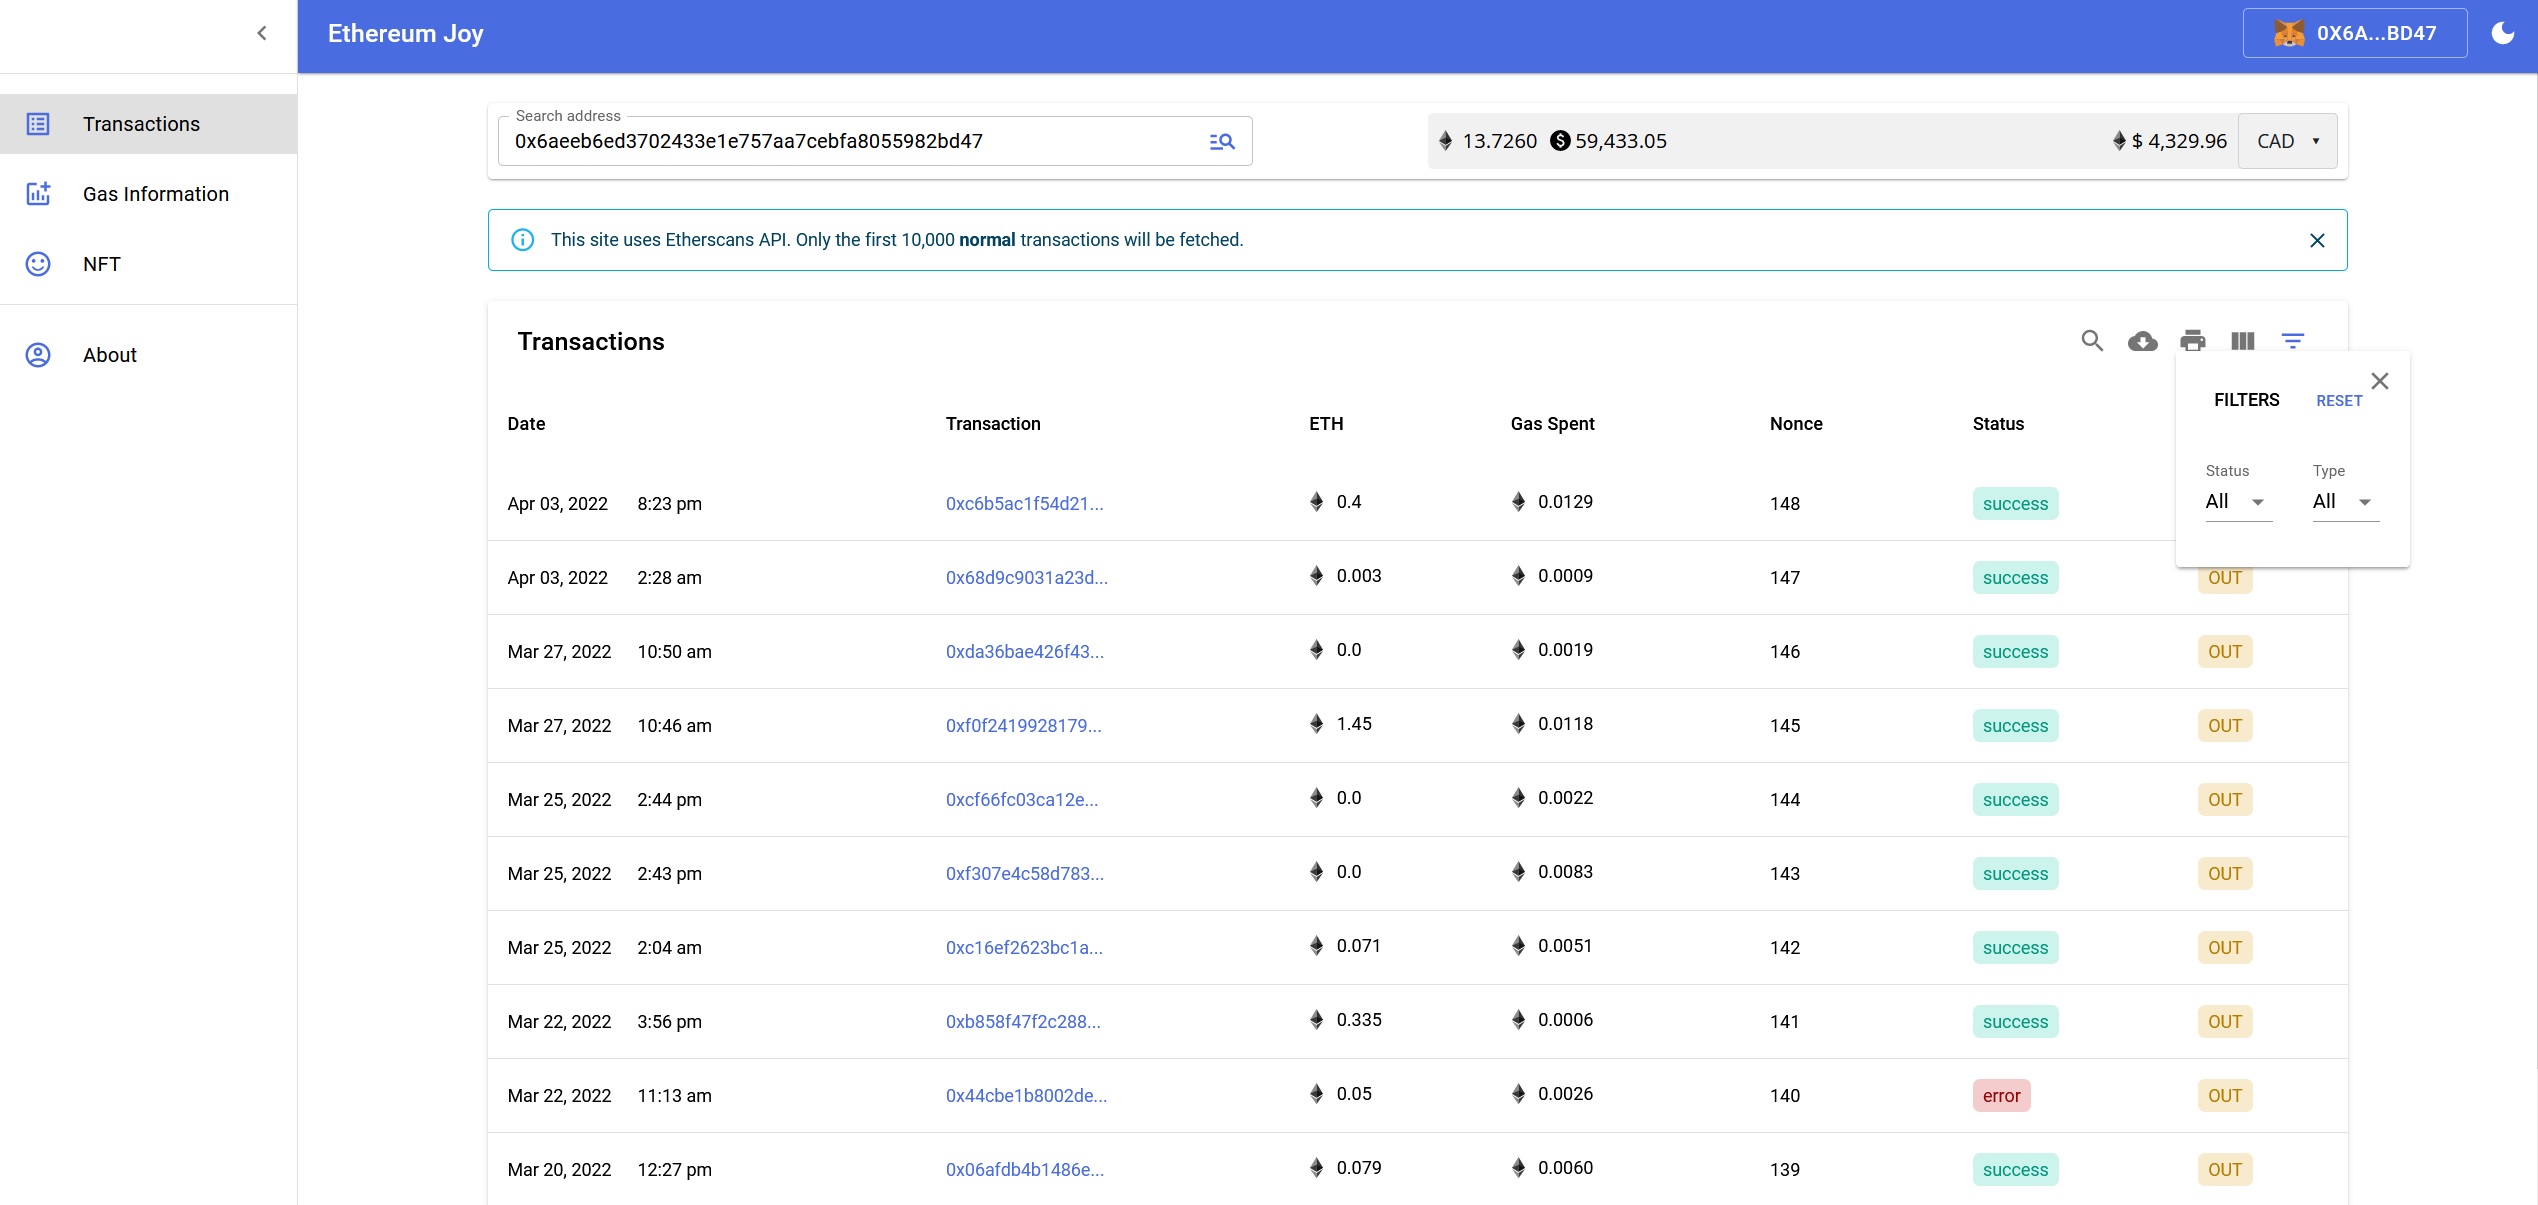 Ethereum Joy
0X6A...BD47
Transactions
Gas Information
NFT
About
Search address
0x6aeeb6ed3702433e1e757aa7cebfa8055982bd47
13.7260 $ 59,433.05
$ 4,329.96 CAD
This site uses Etherscans API. Only the first 10,000 normal transactions will be fetched.
Transactions
FILTERS RESET
Status Type
All All
Date Transaction ETH Gas Spent Nonce Status
Apr 03, 2022 8:23 pm 0xc6b5ac1f54d21... 0.4 0.0129 148 success
Apr 03, 2022 2:28 am 0x68d9c9031a23d... 0.003 0.0009 147 success OUT
Mar 27, 2022 10:50 am 0xda36bae426f43... 0.0 0.0019 146 success OUT
Mar 27, 2022 10:46 am 0xf0f2419928179... 1.45 0.0118 145 success OUT
Mar 25, 2022 2:44 pm 0xcf66fc03ca12e... 0.0 0.0022 144 success OUT
Mar 25, 2022 2:43 pm 0xf307e4c58d783... 0.0 0.0083 143 success OUT
Mar 25, 2022 2:04 am 0xc16ef2623bc1a... 0.071 0.0051 142 success OUT
Mar 22, 2022 3:56 pm 0xb858f47f2c288... 0.335 0.0006 141 success OUT
Mar 22, 2022 11:13 am 0x44cbe1b8002de... 0.05 0.0026 140 error OUT
Mar 20, 2022 12:27 pm 0x06afdb4b1486e... 0.079 0.0060 139 success OUT